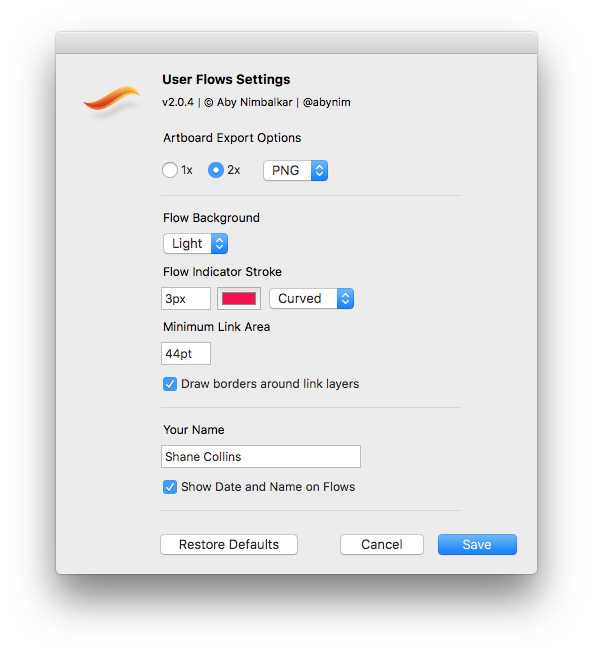 User Flows Settings
v2.0.4 | © Aby Nimbalkar | @abynim
Artboard Export Options
1x 2x PNG
Flow Background
Light
Flow Indicator Stroke
3px Curved
Minimum Link Area
44pt
Draw borders around link layers
Your Name
Shane Collins
Show Date and Name on Flows
Restore Defaults Cancel Save